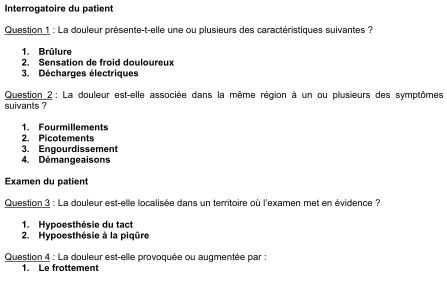 Interrogatoire du patient
Question 1 : La douleur présente-t-elle une ou plusieurs des caractéristiques suivantes ?
1. Brûlure
2. Sensation de froid douloureux
3. Décharges électriques
Question 2 : La douleur est-elle associée dans la même région à un ou plusieurs des symptômes
suivants ?
1. Fourmillements
2. Picotements
3. Engourdissement
4. Démangeaisons
Examen du patient
Question 3 : La douleur est-elle localisée dans un territoire où l'examen met en évidence ?
1. Hypoesthésie du tact
2. Hypoesthésie à la piqûre
Question 4 : La douleur est-elle provoquée ou augmentée par :
1. Le frottement